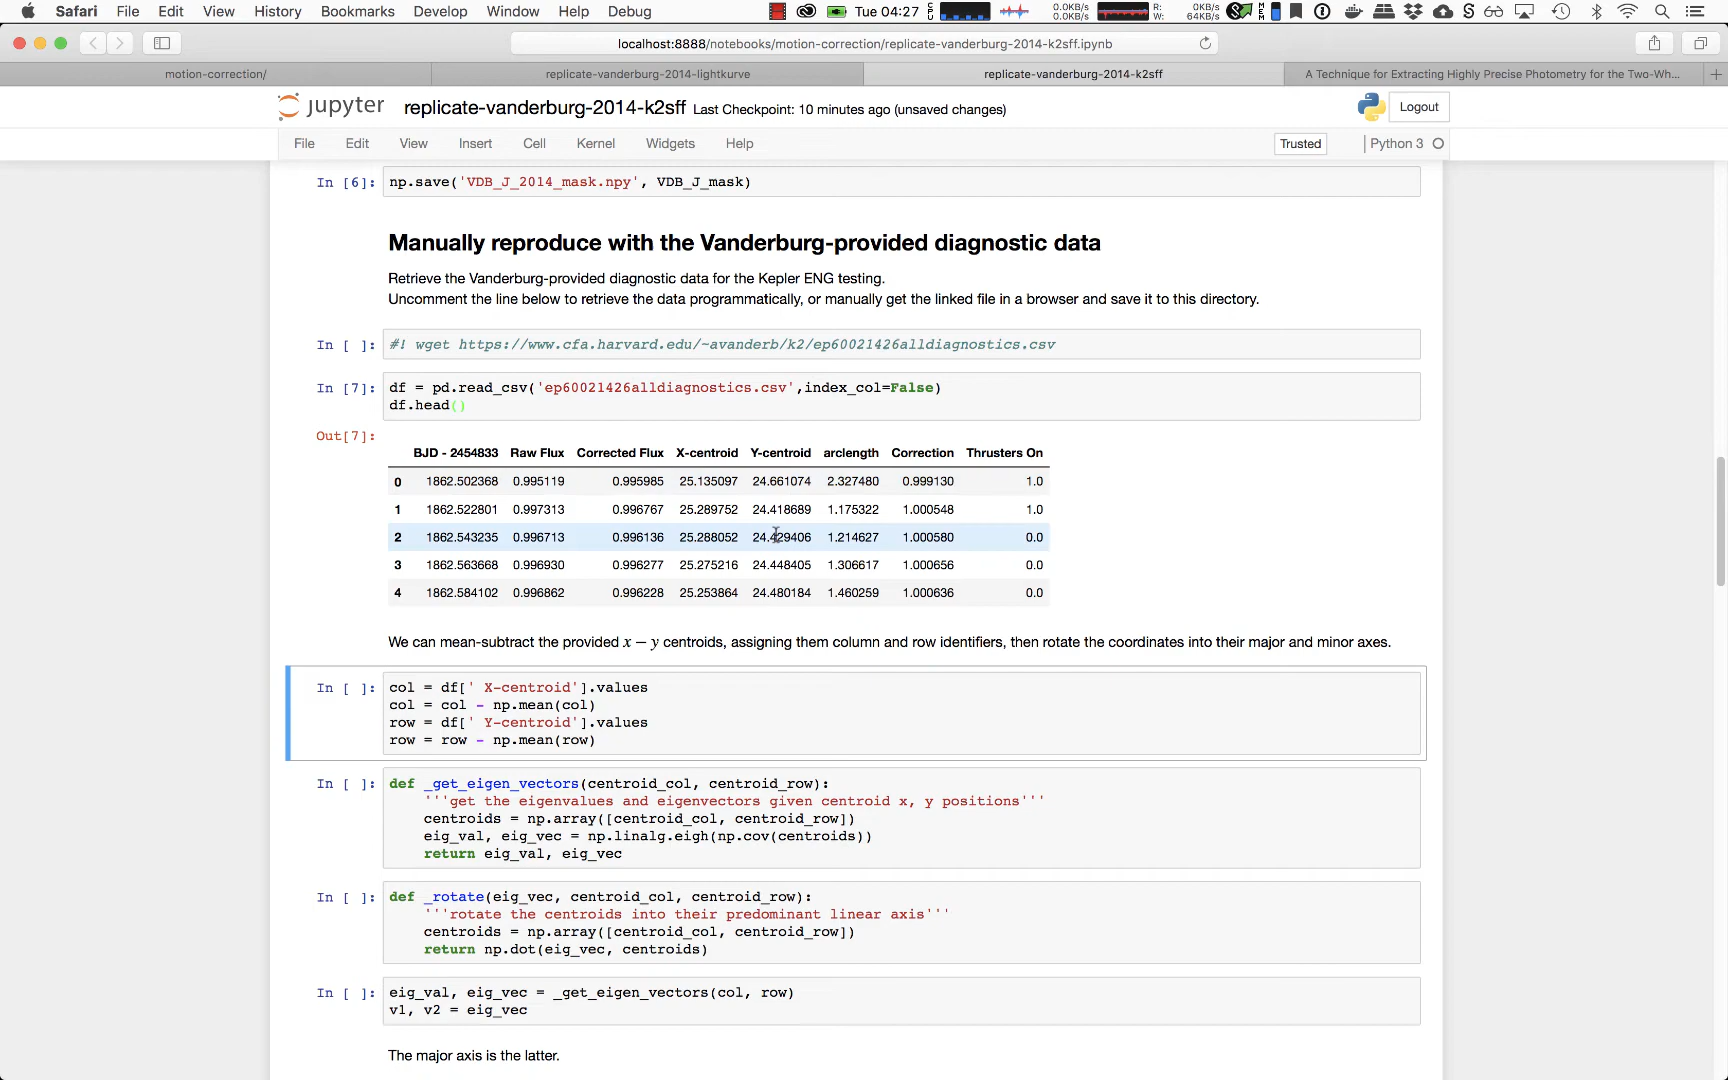 Safari File Edit View History Bookmarks Develop Window Help Debug
0.0KB/s 0.0KB/s R: W: 0KB/s 64KB/s Tue 04:27
localhost:8888/notebooks/motion-correction/replicate-vanderburg-2014-k2sff.ipynb
motion-correction/ replicate-vanderburg-2014-lightkurve replicate-vanderburg-2014-k2sff A Technique for Extracting Highly Precise Photometry for the Two-Wh...
jupyter replicate-vanderburg-2014-k2sff Last Checkpoint: 10 minutes ago (unsaved changes) Logout
File Edit View Insert Cell Kernel Widgets Help Trusted Python 3
In [6]: np.save('VDB_J_2014_mask.npy', VDB_J_mask)
Manually reproduce with the Vanderburg-provided diagnostic data
Retrieve the Vanderburg-provided diagnostic data for the Kepler ENG testing.
Uncomment the line below to retrieve the data programmatically, or manually get the linked file in a browser and save it to this directory.
In [ ]: #! wget https://www.cfa.harvard.edu/~avanderb/k2/ep60021426alldiagnostics.csv
In [7]: df = pd.read_csv('ep60021426alldiagnostics.csv',index_col=False)
df.head()
Out[7]:
BJD - 2454833 Raw Flux Corrected Flux X-centroid Y-centroid arclength Correction Thrusters On
0 1862.502368 0.995119 0.995985 25.135097 24.661074 2.327480 0.999130 1.0
1 1862.522801 0.997313 0.996767 25.289752 24.418689 1.175322 1.000548 1.0
2 1862.543235 0.996713 0.996136 25.288052 24.429406 1.214627 1.000580 0.0
3 1862.563668 0.996930 0.996277 25.275216 24.448405 1.306617 1.000656 0.0
4 1862.584102 0.996862 0.996228 25.253864 24.480184 1.460259 1.000636 0.0
We can mean-subtract the provided x − y centroids, assigning them column and row identifiers, then rotate the coordinates into their major and minor axes.
In [ ]: col = df[' X-centroid'].values
col = col - np.mean(col)
row = df[' Y-centroid'].values
row = row - np.mean(row)
In [ ]: def _get_eigen_vectors(centroid_col, centroid_row):
'''get the eigenvalues and eigenvectors given centroid x, y positions'''
centroids = np.array([centroid_col, centroid_row])
eig_val, eig_vec = np.linalg.eigh(np.cov(centroids))
return eig_val, eig_vec
In [ ]: def _rotate(eig_vec, centroid_col, centroid_row):
'''rotate the centroids into their predominant linear axis'''
centroids = np.array([centroid_col, centroid_row])
return np.dot(eig_vec, centroids)
In [ ]: eig_val, eig_vec = _get_eigen_vectors(col, row)
v1, v2 = eig_vec
The major axis is the latter.